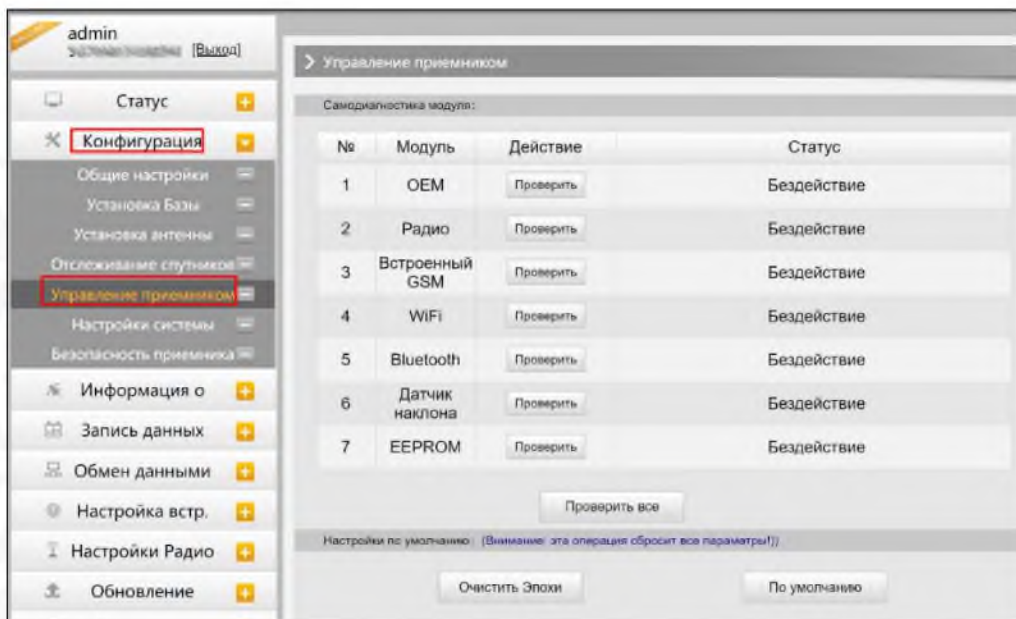 admin
[Выход]
Статус
Конфигурация
Общие настройки
Установка Базы
Установка антенны
Отслеживание спутников
Управление приемником
Настройки системы
Безопасность приемника
Информация о
Запись данных
Обмен данными
Настройка встр.
Настройки Радио
Обновление
Управление приемником
Самодиагностика модуля:
№ Модуль Действие Статус
1 OEM Проверить Бездействие
2 Радио Проверить Бездействие
3 Встроенный GSM Проверить Бездействие
4 WiFi Проверить Бездействие
5 Bluetooth Проверить Бездействие
6 Датчик наклона Проверить Бездействие
7 EEPROM Проверить Бездействие
Проверить все
Настройки по умолчанию: (Внимание: эта операция сбросит все параметры!))
Очистить Эпохи По умолчанию